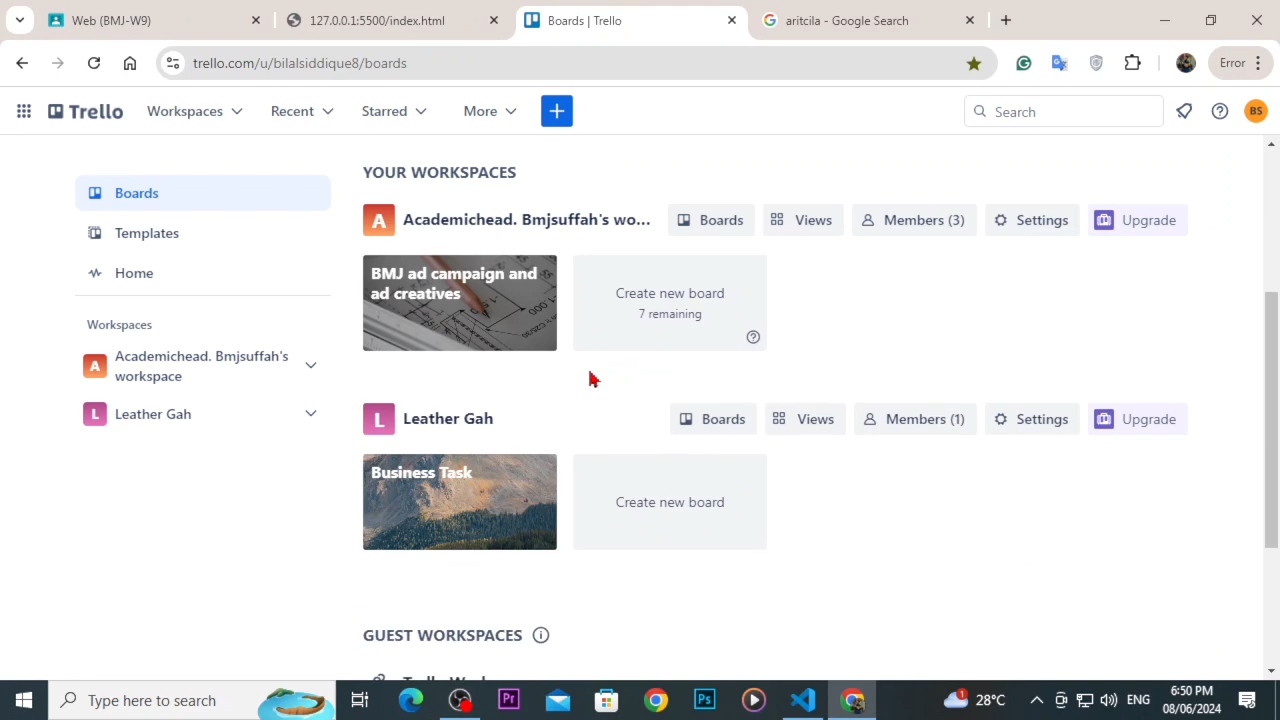 Web (BMJ-W9)
127.0.0.1:5500/index.html
Boards | Trello
aritcila - Google Search
trello.com/u/bilalsiddique8/boards
Error
Trello
Workspaces
Recent
Starred
More
Search
BS
Boards
Templates
Home
Workspaces
A
Academichead. Bmjsuffah's
workspace
L
Leather Gah
YOUR WORKSPACES
A
Academichead. Bmjsuffah's wo...
Boards
Views
Members (3)
Settings
Upgrade
BMJ ad campaign and
ad creatives
Create new board
7 remaining
L
Leather Gah
Boards
Views
Members (1)
Settings
Upgrade
Business Task
Create new board
GUEST WORKSPACES
Type here to search
Pr
Ps
1
28°C
ENG
6:50 PM
08/06/2024